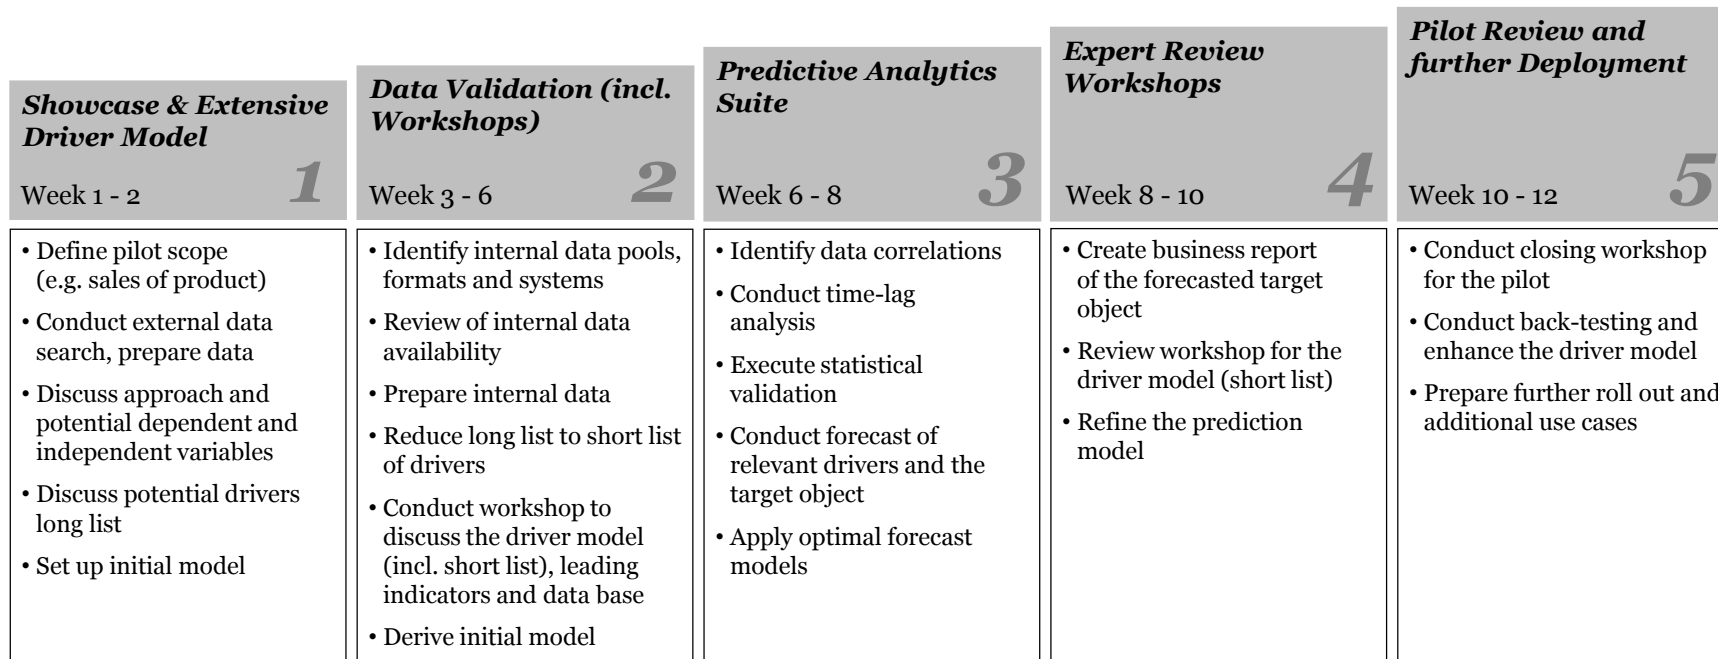 Showcase & Extensive
Driver Model
Week 1 - 2
1
• Define pilot scope
(e.g. sales of product)
• Conduct external data
search, prepare data
• Discuss approach and
potential dependent and
independent variables
• Discuss potential drivers
long list
• Set up initial model
Data Validation (incl.
Workshops)
Week 3 - 6
2
• Identify internal data pools,
formats and systems
• Review of internal data
availability
• Prepare internal data
• Reduce long list to short list
of drivers
• Conduct workshop to
discuss the driver model
(incl. short list), leading
indicators and data base
• Derive initial model
Predictive Analytics
Suite
Week 6 - 8
3
• Identify data correlations
• Conduct time-lag
analysis
• Execute statistical
validation
• Conduct forecast of
relevant drivers and the
target object
• Apply optimal forecast
models
Expert Review
Workshops
Week 8 - 10
4
• Create business report
of the forecasted target
object
• Review workshop for the
driver model (short list)
• Refine the prediction
model
Pilot Review and
further Deployment
Week 10 - 12
5
• Conduct closing workshop
for the pilot
• Conduct back-testing and
enhance the driver model
• Prepare further roll out and
additional use cases